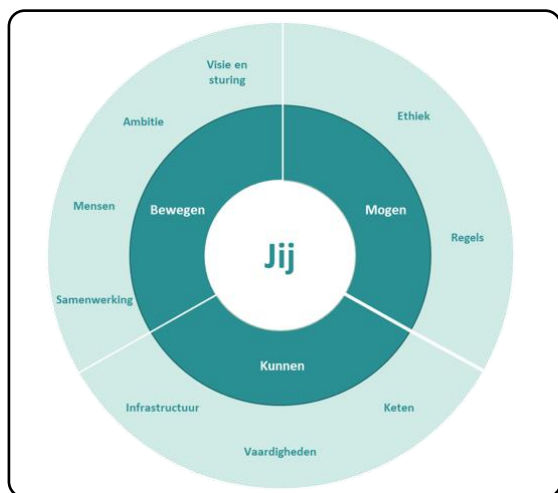 Visie en
sturing
Ethiek
Ambitie
Mensen
Bewegen
Mogen
Regels
Jij
Samenwerking
Kunnen
Infrastructuur
Keten
Vaardigheden